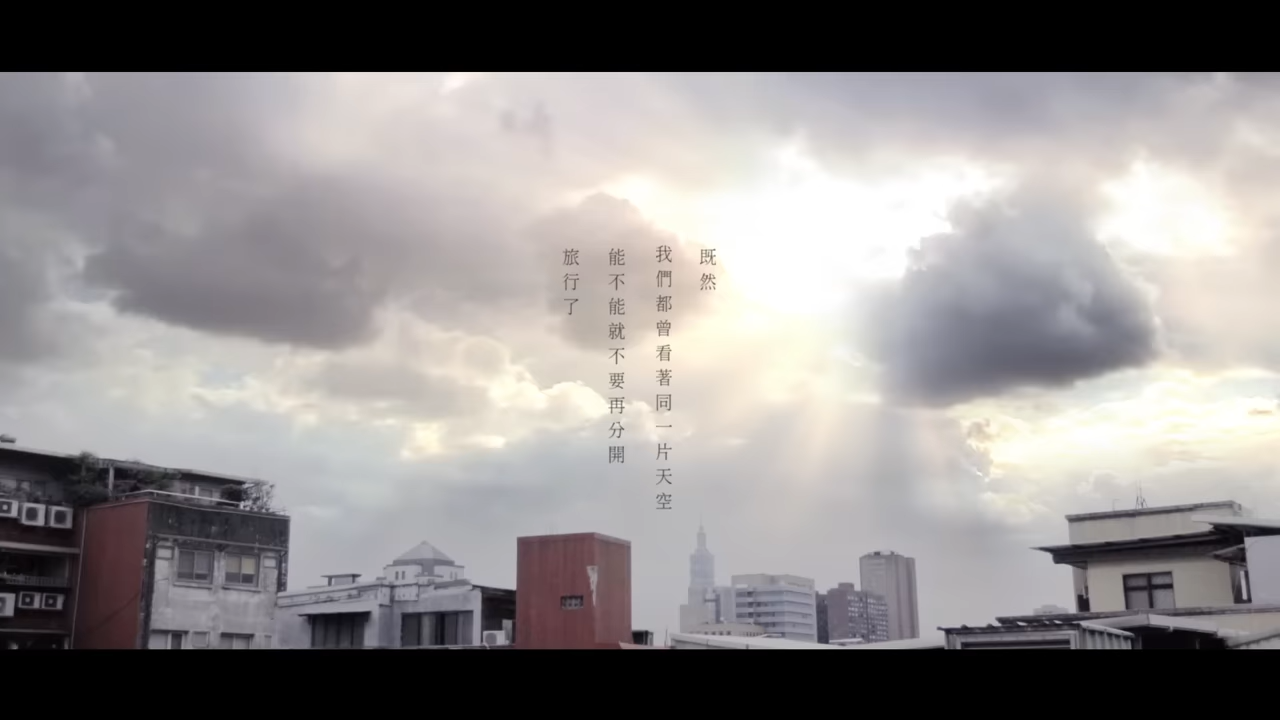 既然
我們都曾看著同一片天空
能不能就不要再分開
旅行了